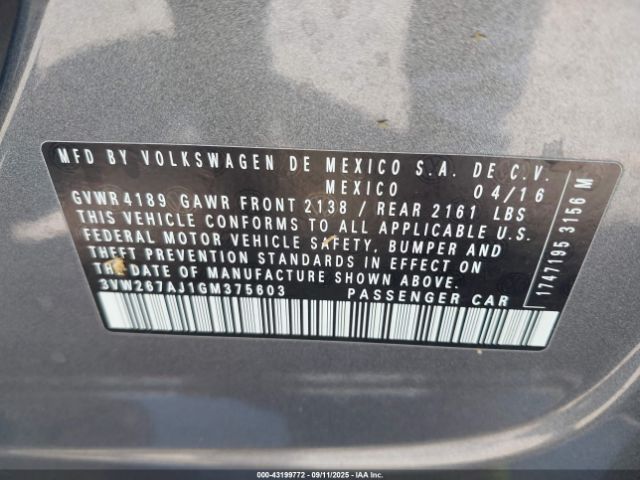 MFD BY VOLKSWAGEN DE MEXICO S.A. DE C.V.
MEXICO 04/16
GVWR 4189 GAWR FRONT 2138 / REAR 2161 LBS
THIS VEHICLE CONFORMS TO ALL APPLICABLE U.S.
FEDERAL MOTOR VEHICLE SAFETY, BUMPER AND
THEFT PREVENTION STANDARDS IN EFFECT ON
THE DATE OF MANUFACTURE SHOWN ABOVE.
3VW267AJ1GM375603 PASSENGER CAR
1747195 3156 M
000-43199772 - 09/11/2025 - COPYRIGHT © IAA, LLC.